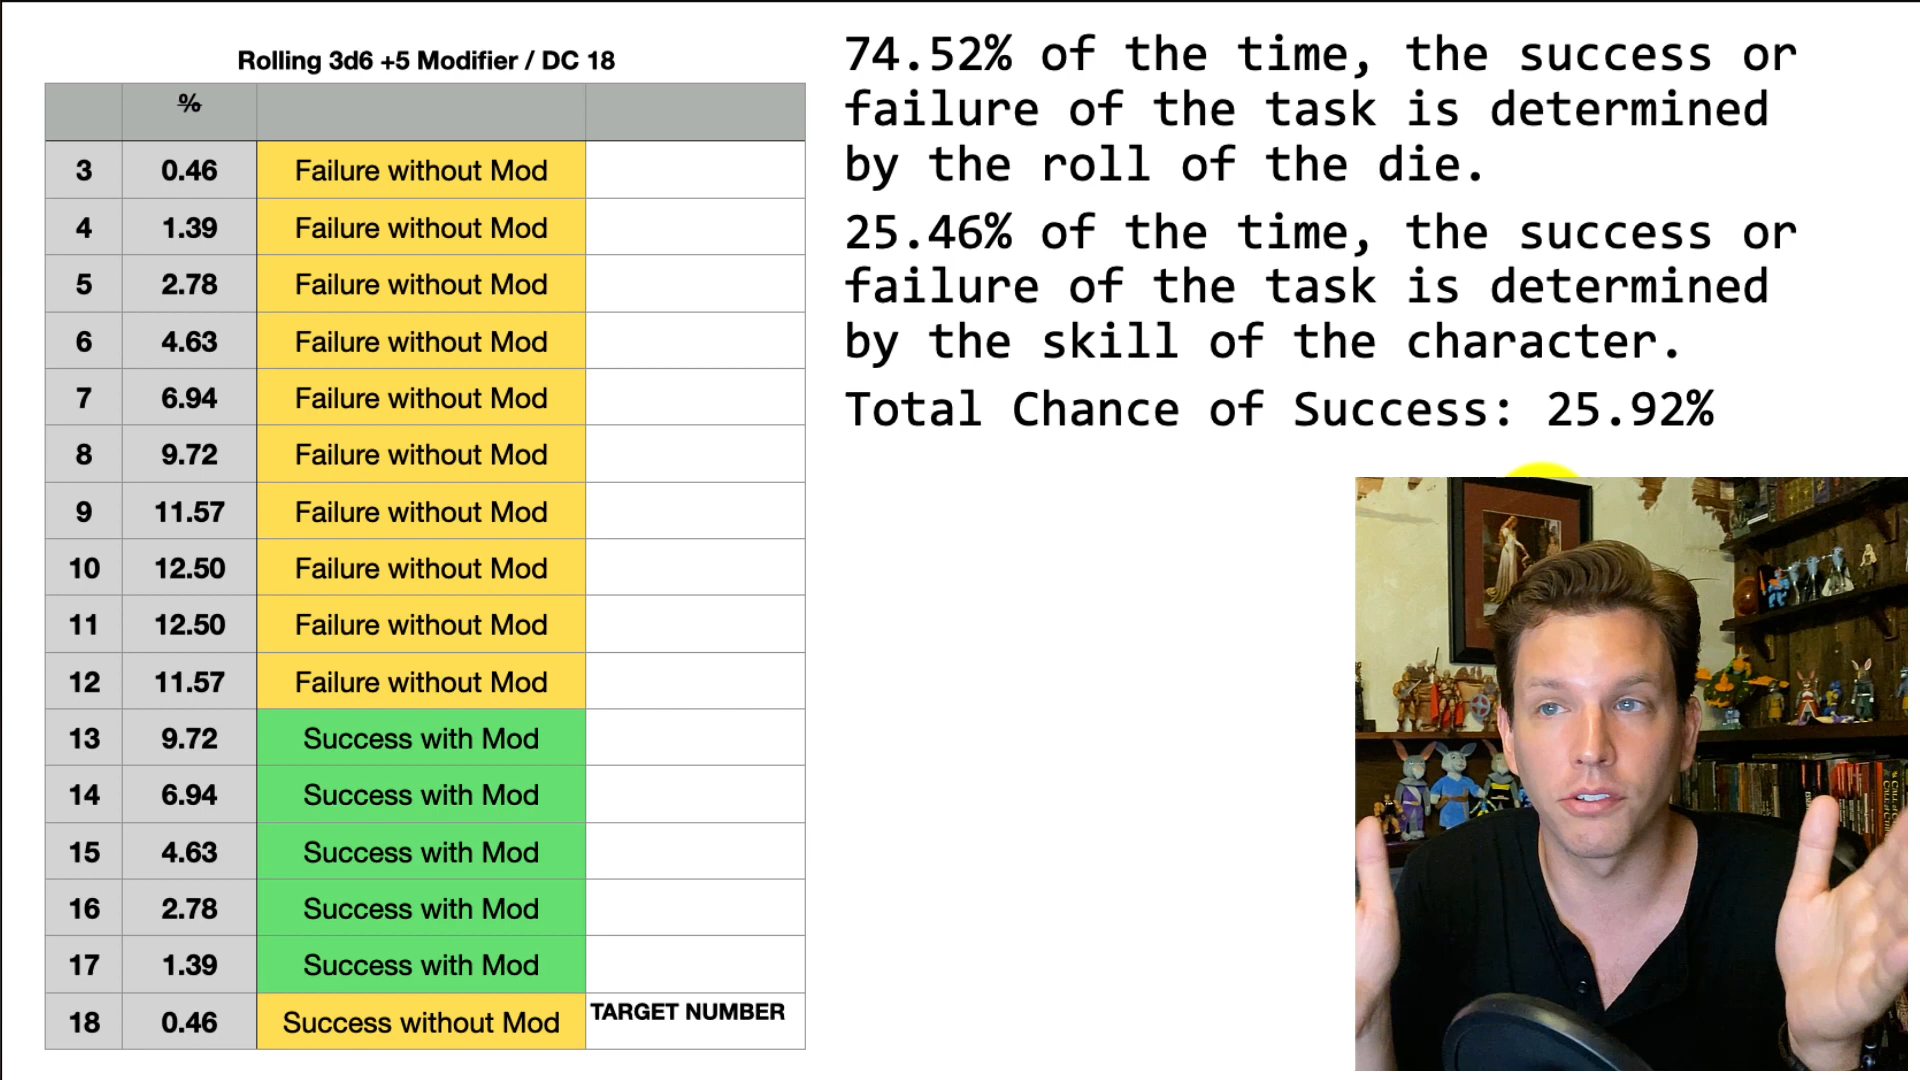 Rolling 3d6 +5 Modifier / DC 18
%
3 0.46 Failure without Mod
4 1.39 Failure without Mod
5 2.78 Failure without Mod
6 4.63 Failure without Mod
7 6.94 Failure without Mod
8 9.72 Failure without Mod
9 11.57 Failure without Mod
10 12.50 Failure without Mod
11 12.50 Failure without Mod
12 11.57 Failure without Mod
13 9.72 Success with Mod
14 6.94 Success with Mod
15 4.63 Success with Mod
16 2.78 Success with Mod
17 1.39 Success with Mod
18 0.46 Success without Mod TARGET NUMBER
74.52% of the time, the success or
failure of the task is determined
by the roll of the die.
25.46% of the time, the success or
failure of the task is determined
by the skill of the character.
Total Chance of Success: 25.92%